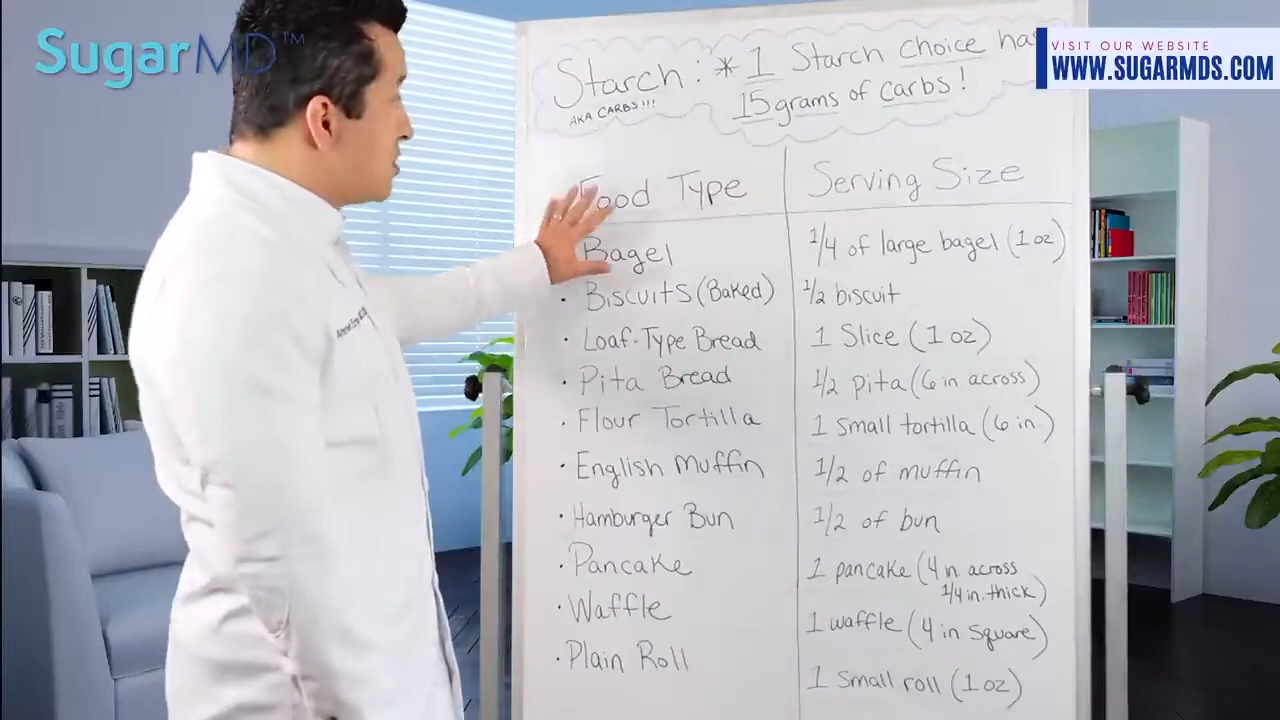 SugarMD™
VISIT OUR WEBSITE
WWW.SUGARMDS.COM
Starch: * 1 Starch choice has
AKA CARBS!!!
15 grams of carbs!
Food Type
Serving Size
Bagel
1/4 of large bagel (1 oz)
· Biscuits (Baked)
1/2 biscuit
· Loaf-Type Bread
1 Slice (1 oz)
· Pita Bread
1/2 pita (6 in across)
· Flour Tortilla
1 small tortilla (6 in.)
· English Muffin
1/2 of muffin
· Hamburger Bun
1/2 of bun
· Pancake
1 pancake (4 in across
1/4 in. thick)
· Waffle
1 waffle (4 in square)
· Plain Roll
1 small roll (1 oz)